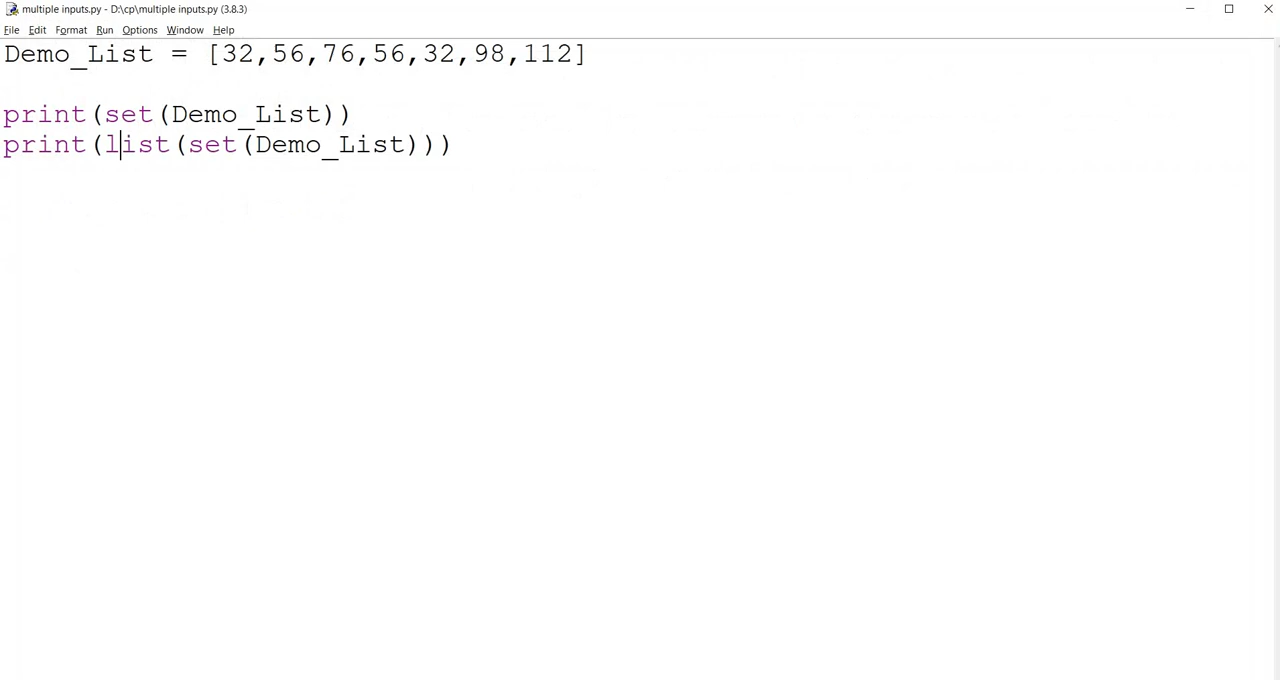 multiple inputs.py - D:\cp\multiple inputs.py (3.8.3)
File Edit Format Run Options Window Help
Demo_List = [32,56,76,56,32,98,112]
print(set(Demo_List))
print(list(set(Demo_List)))